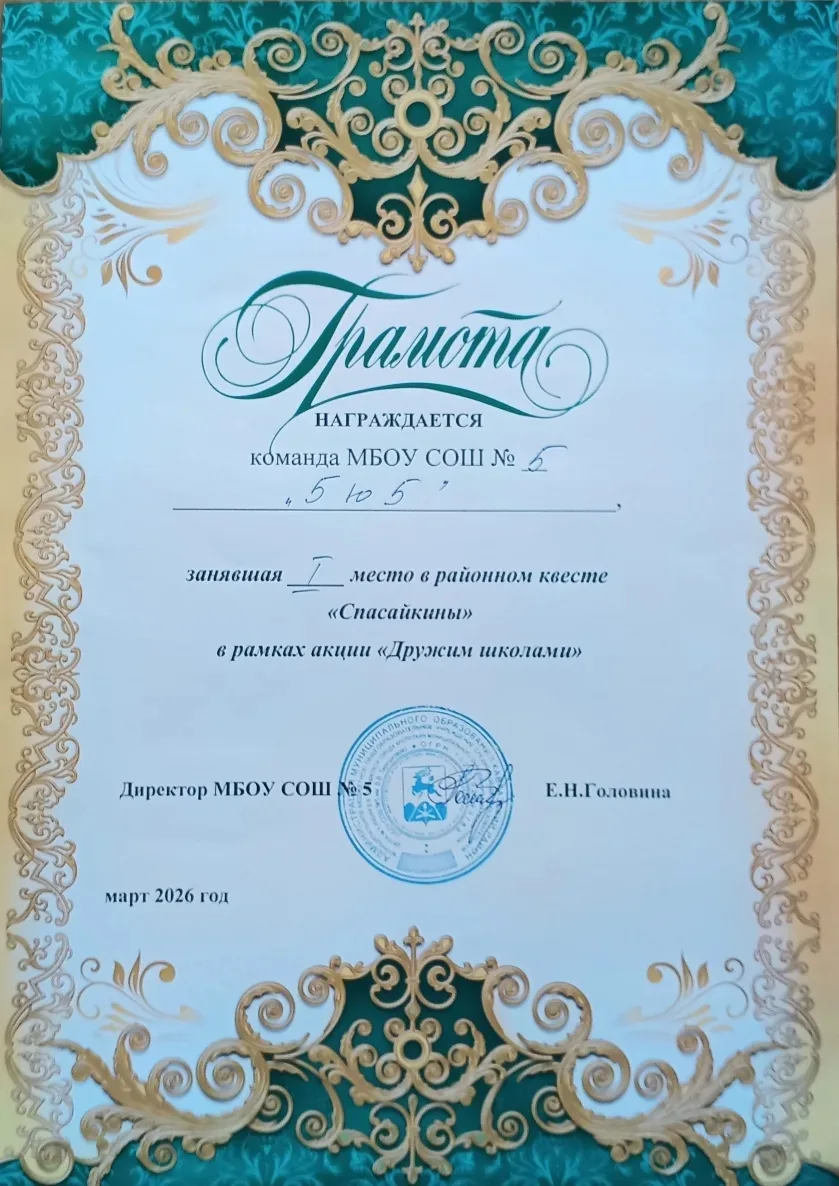 Грамота
НАГРАЖДАЕТСЯ
команда МБОУ СОШ № 5
„5 Ю 5”
,
занявшая I место в районном квесте
«Спасайкины»
в рамках акции «Дружим школами»
Директор МБОУ СОШ № 5 Е.Н.Головина
март 2026 год